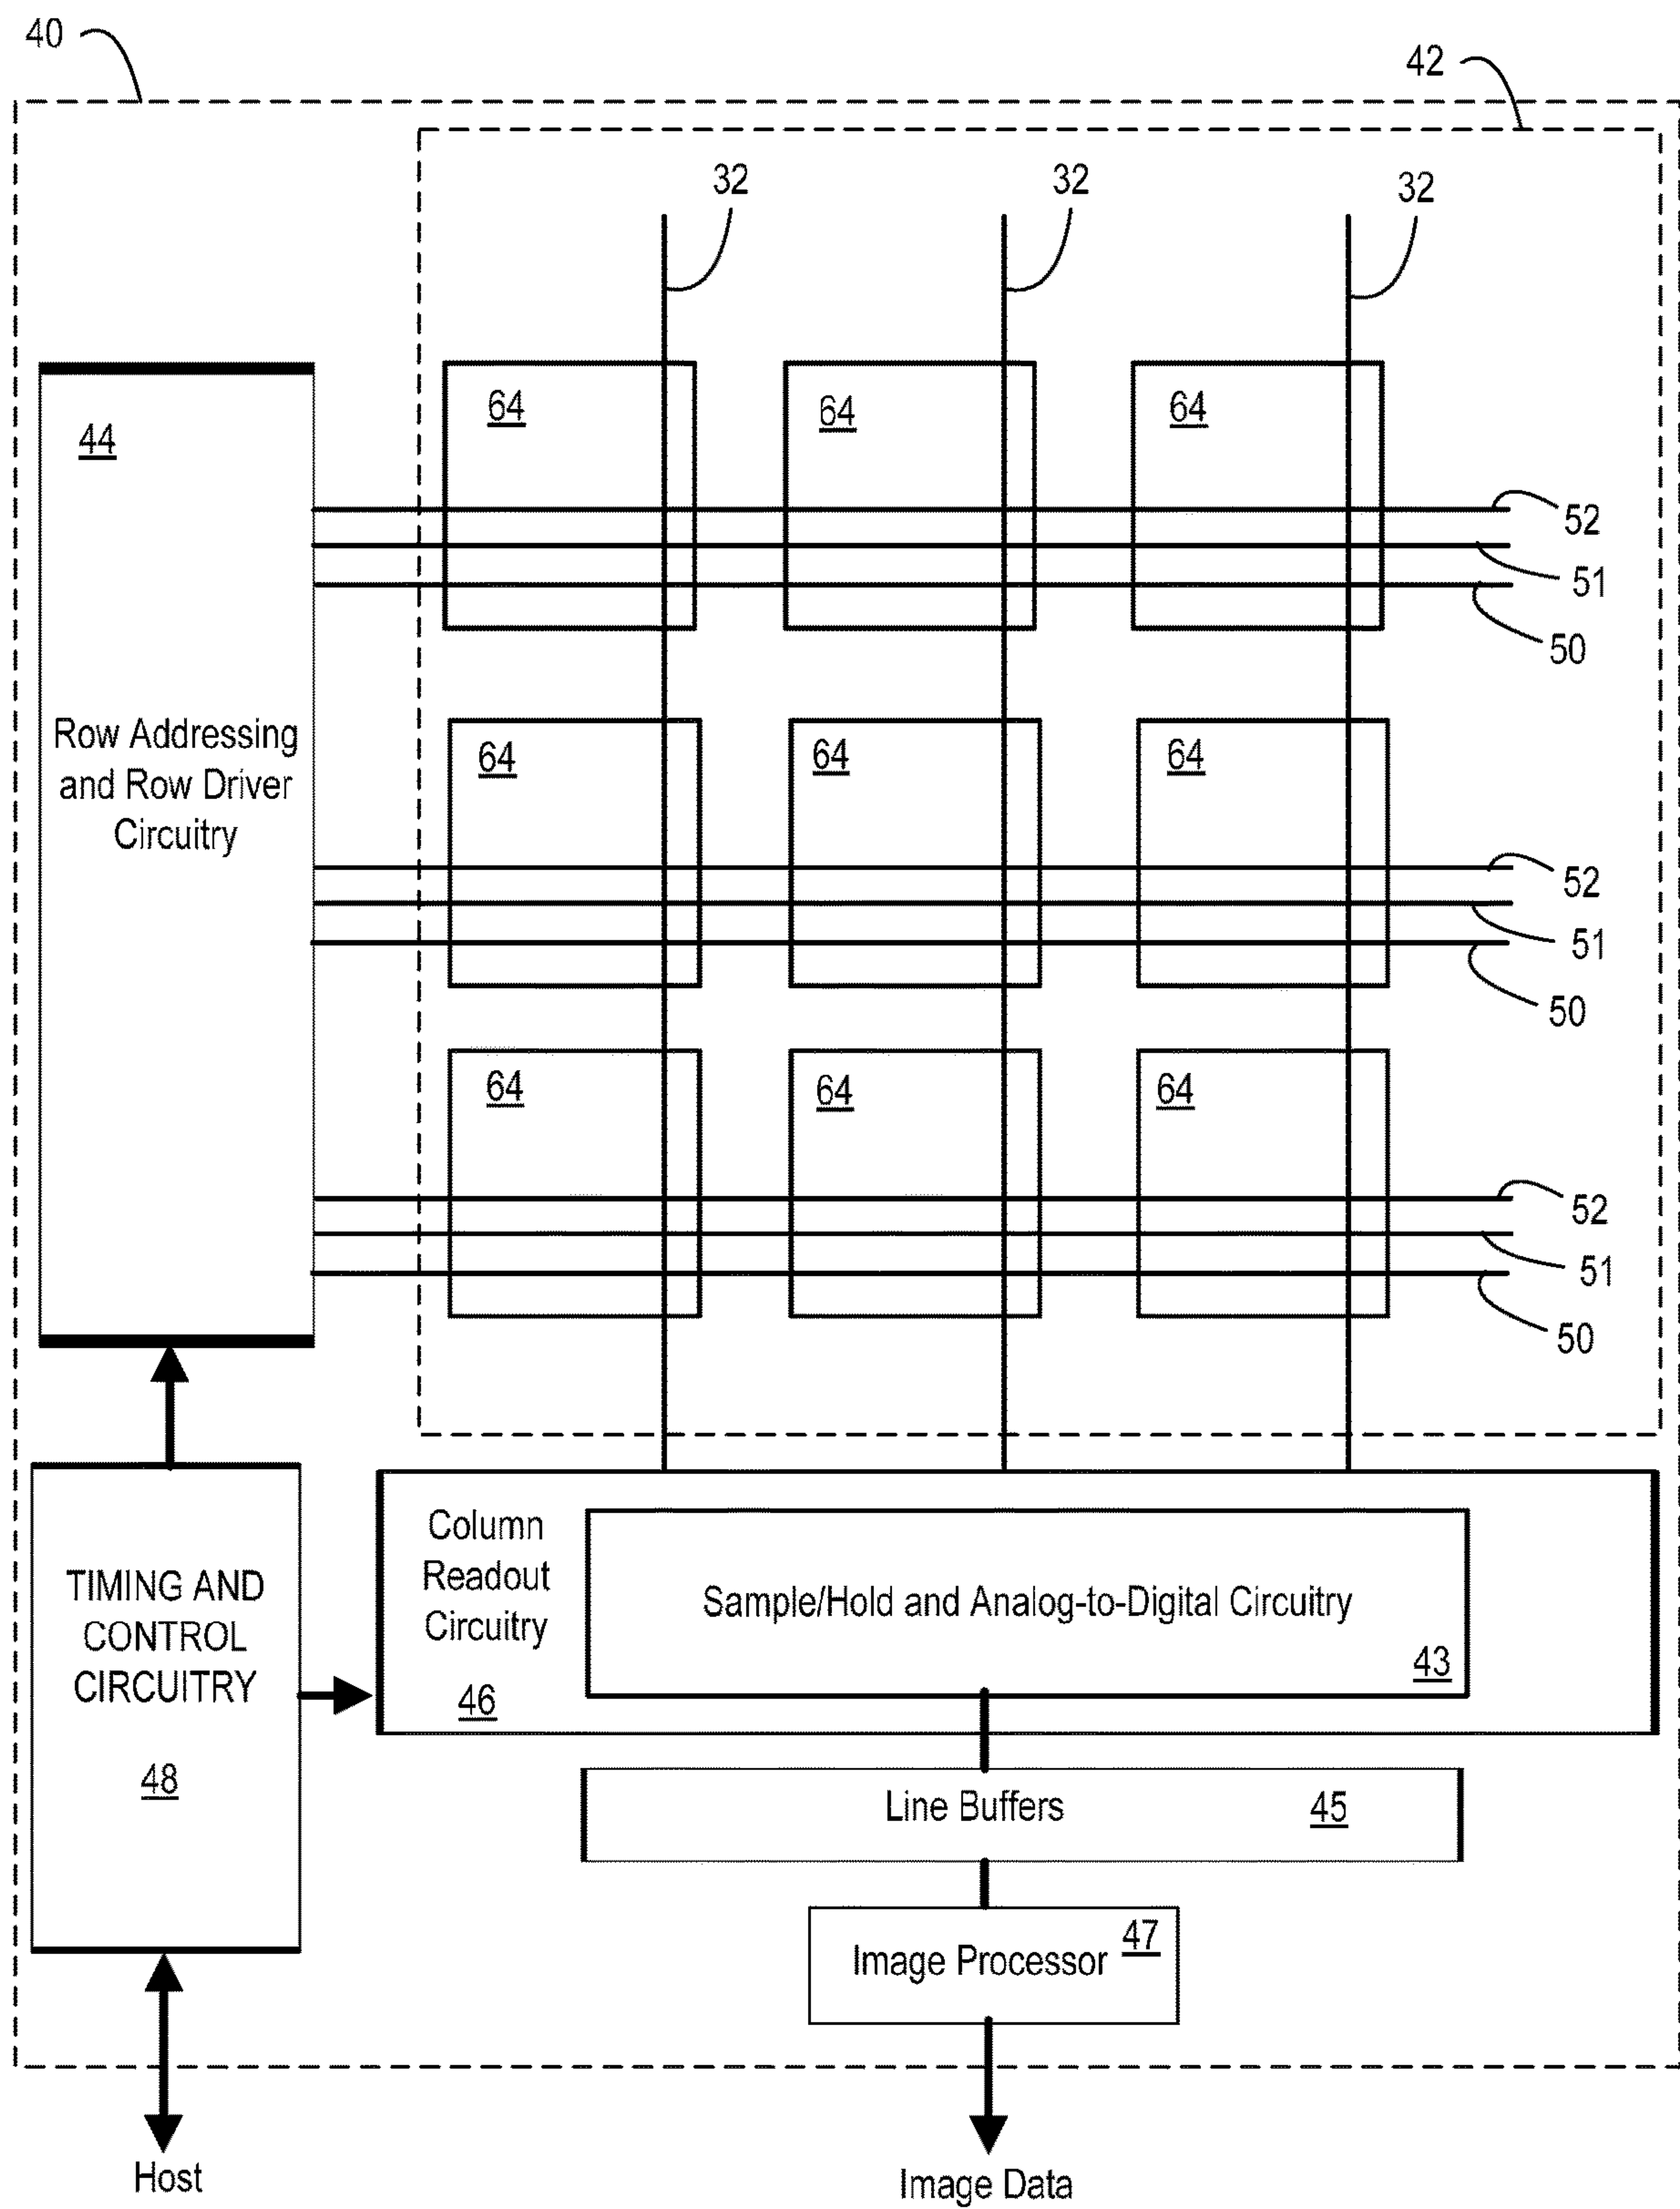 40
42
32 32 32
44
64 64 64
52
51
50
Row Addressing
and Row Driver
Circuitry
64 64 64
52
51
50
64 64 64
52
51
50
TIMING AND
CONTROL
CIRCUITRY
48
Column
Readout
Circuitry
46
Sample/Hold and Analog-to-Digital Circuitry
43
Line Buffers 45
Image Processor 47
Host
Image Data